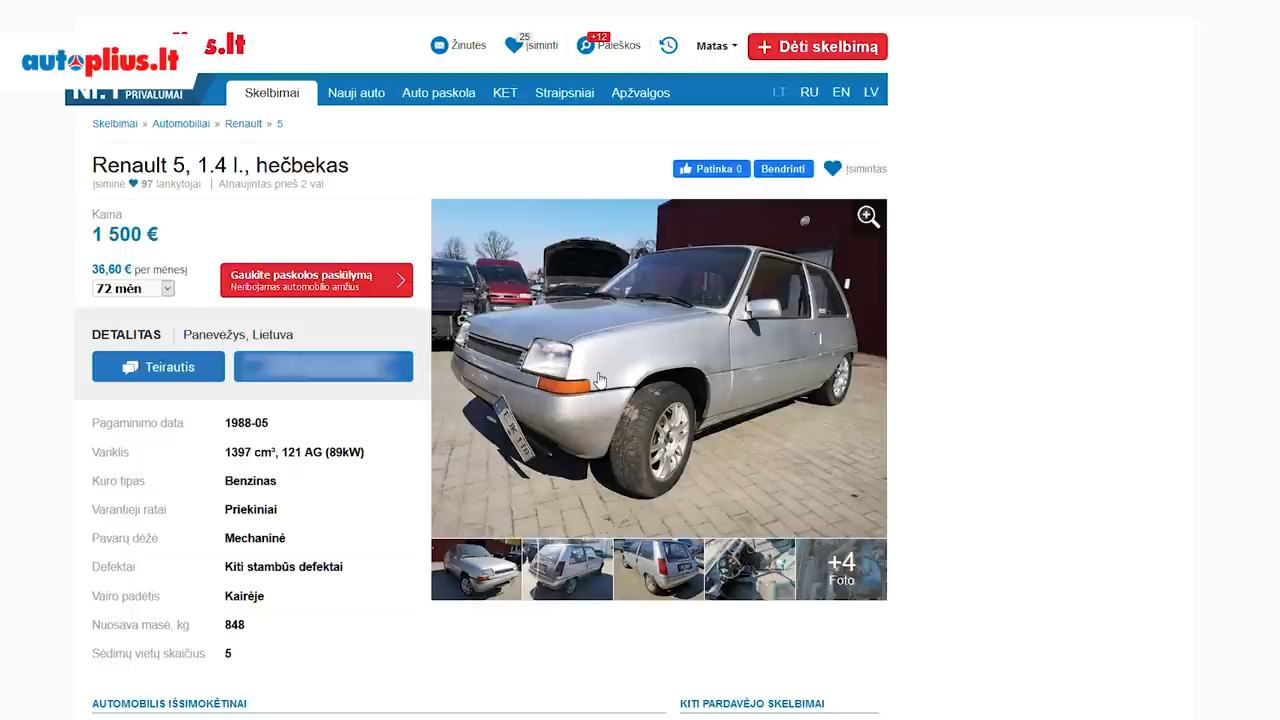 s.lt
autoplius.lt
Žinutės
25
Įsiminti
+12
Paieškos
Matas
+ Dėti skelbimą
Nr.1 PRIVALUMAI
Skelbimai
Nauji auto
Auto paskola
KET
Straipsniai
Apžvalgos
LT RU EN LV
Skelbimai » Automobiliai » Renault » 5
Renault 5, 1.4 l., hečbekas
Įsiminė 97 lankytojai | Atnaujintas prieš 2 val
Patinka 0
Bendrinti
Įsimintas
Kaina
1 500 €
36,60 € per mėnesį
72 mėn
Gaukite paskolos pasiūlymą
Neribojamas automobilio amžius
DETALITAS
Panevėžys, Lietuva
Teirautis
Pagaminimo data 1988-05
Variklis 1397 cm³, 121 AG (89kW)
Kuro tipas Benzinas
Varantieji ratai Priekiniai
Pavarų dėžė Mechaninė
Defektai Kiti stambūs defektai
Vairo padėtis Kairėje
Nuosava masė, kg 848
Sėdimų vietų skaičius 5
+4
Foto
AUTOMOBILIS IŠSIMOKĖTINAI
KITI PARDAVĖJO SKELBIMAI